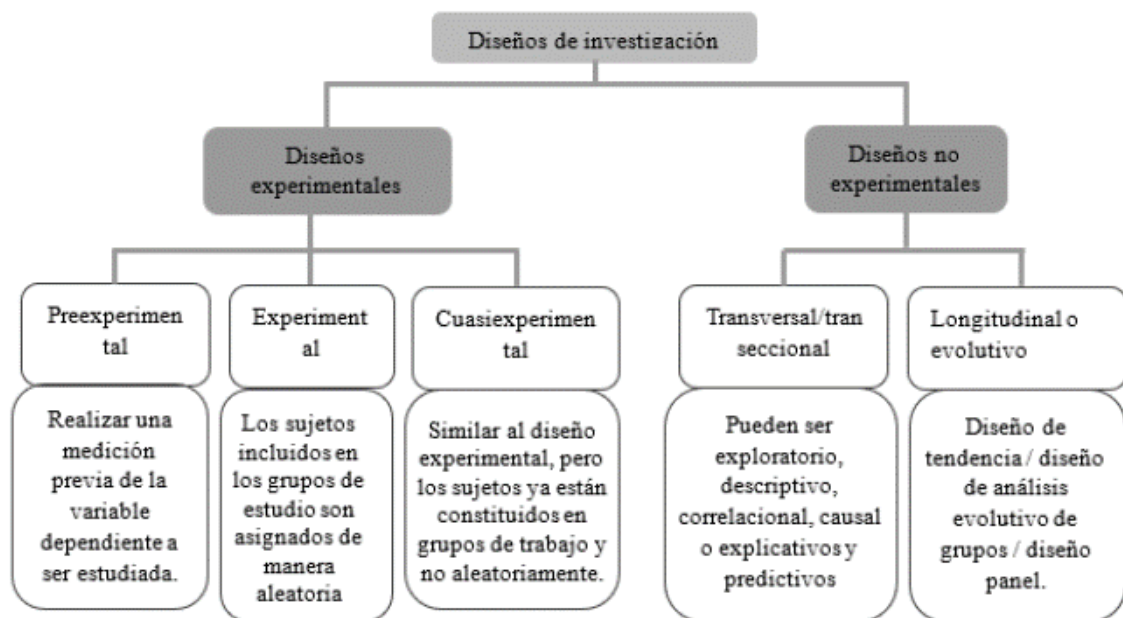 Diseños de investigación
Diseños
experimentales
Diseños no
experimentales
Preexperimen
tal
Experiment
al
Cuasiexperimen
tal
Transversal/tran
seccional
Longitudinal o
evolutivo
Realizar una
medición
previa de la
variable
dependiente a
ser estudiada.
Los sujetos
incluidos en
los grupos de
estudio son
asignados de
manera
aleatoria
Similar al diseño
experimental, pero
los sujetos ya están
constituidos en
grupos de trabajo y
no aleatoriamente.
Pueden ser
exploratorio,
descriptivo,
correlacional, causal
o explicativos y
predictivos
Diseño de
tendencia / diseño
de análisis
evolutivo de
grupos / diseño
panel.